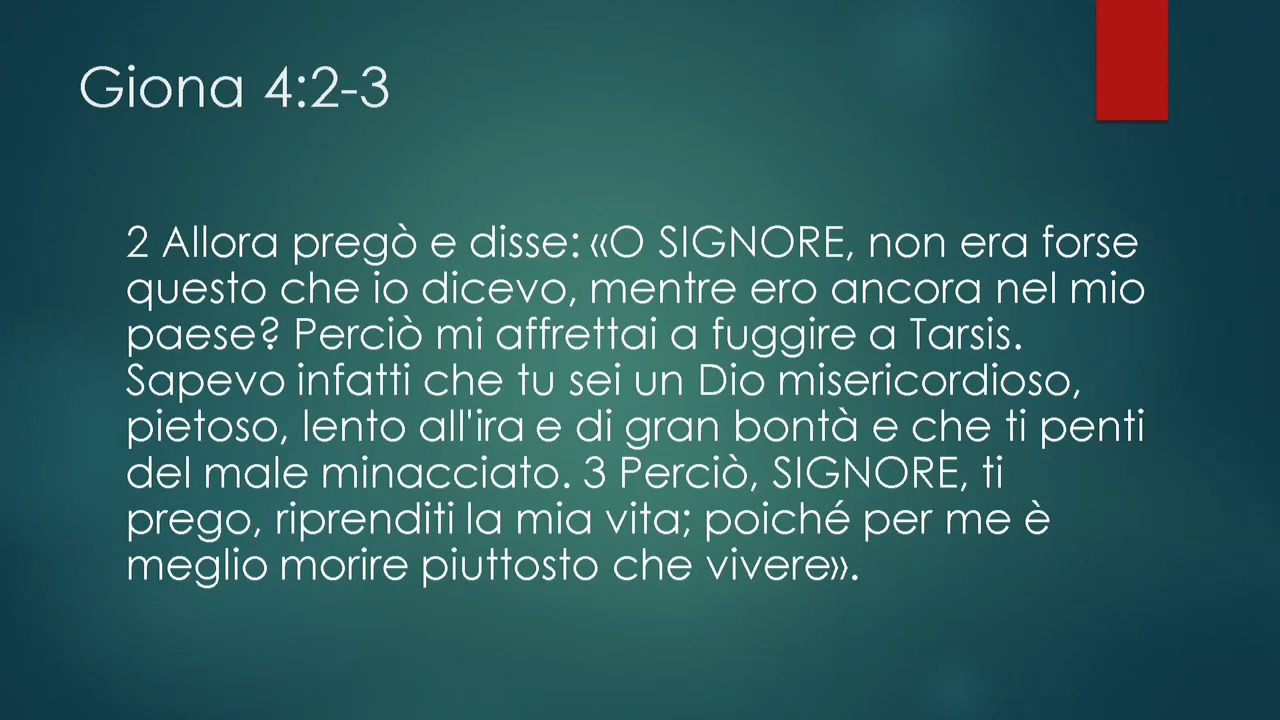 Giona 4:2-3
2 Allora pregò e disse: «O SIGNORE, non era forse
questo che io dicevo, mentre ero ancora nel mio
paese? Perciò mi affrettai a fuggire a Tarsis.
Sapevo infatti che tu sei un Dio misericordioso,
pietoso, lento all'ira e di gran bontà e che ti penti
del male minacciato. 3 Perciò, SIGNORE, ti
prego, riprenditi la mia vita; poiché per me è
meglio morire piuttosto che vivere».